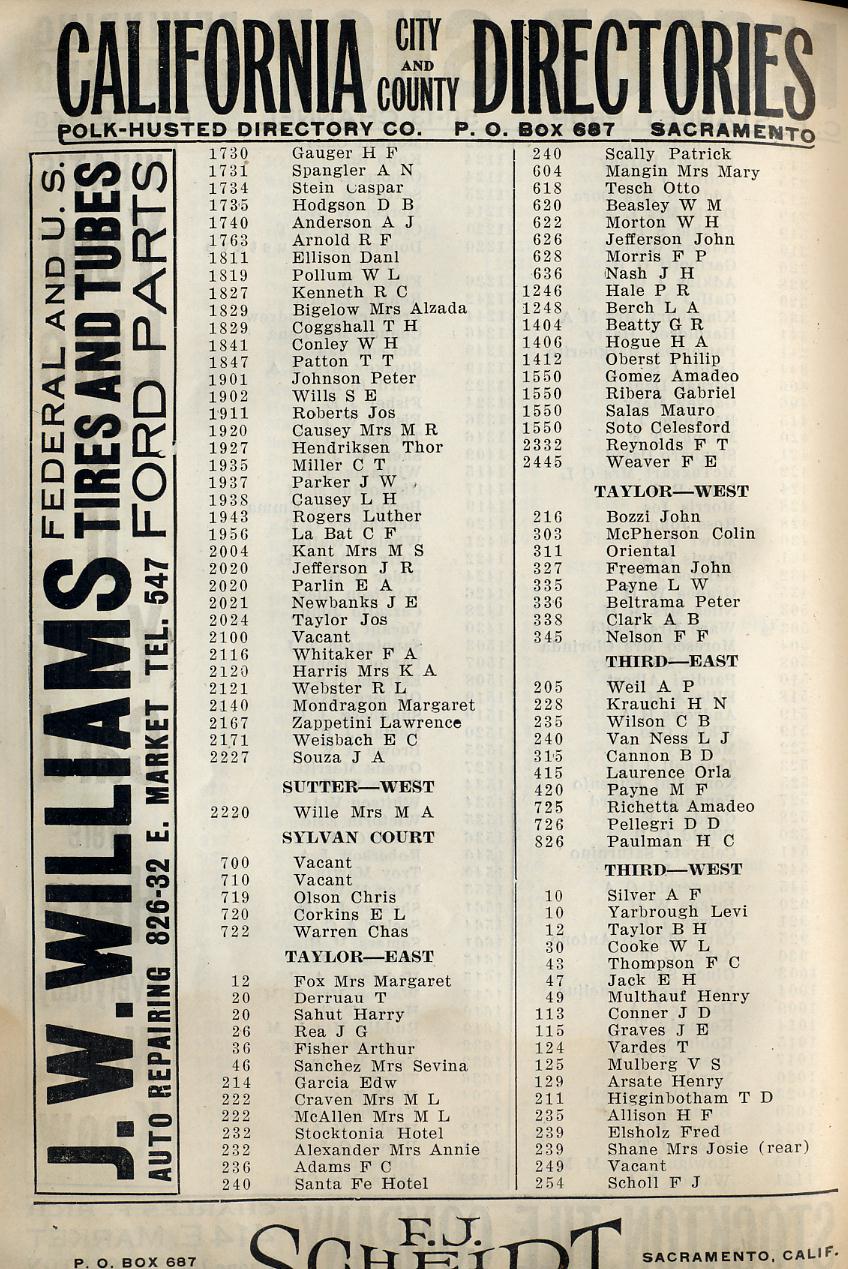 CALIFORNIA CITY AND COUNTY DIRECTORIES
POLK-HUSTED DIRECTORY CO. P. O. Box 687 SACRAMENTO
J. W. WILLIAMS FEDERAL AND U. S.
TIRES AND TUBES
FORD PARTS
AUTO REPAIRING 826-32 E. MARKET TEL. 547
1730 Gauger H F
1731 Spangler A N
1734 Stein Caspar
1735 Hodgson D B
1740 Anderson A J
1763 Arnold R F
1811 Ellison Danl
1819 Pollum W L
1827 Kenneth R C
1829 Bigelow Mrs Alzada
1829 Coggshall T H
1841 Conley W H
1847 Patton T T
1901 Johnson Peter
1902 Wills S E
1911 Roberts Jos
1920 Causey Mrs M R
1927 Hendriksen Thor
1935 Miller C T
1937 Parker J W
1938 Causey L H
1943 Rogers Luther
1956 La Bat C F
2004 Kant Mrs M S
2020 Jefferson J R
2020 Parlin E A
2021 Newbanks J E
2024 Taylor Jos
2100 Vacant
2116 Whitaker F A
2120 Harris Mrs K A
2121 Webster R L
2140 Mondragon Margaret
2167 Zappetini Lawrence
2171 Weisbach E C
2227 Souza J A
SUTTER—WEST
2220 Wille Mrs M A
SYLVAN COURT
700 Vacant
710 Vacant
719 Olson Chris
720 Corkins E L
722 Warren Chas
TAYLOR—EAST
12 Fox Mrs Margaret
20 Derruau T
20 Sahut Harry
26 Rea J G
36 Fisher Arthur
46 Sanchez Mrs Sevina
214 Garcia Edw
222 Craven Mrs M L
222 McAllen Mrs M L
232 Stocktonia Hotel
232 Alexander Mrs Annie
236 Adams F C
240 Santa Fe Hotel
240 Scally Patrick
604 Mangin Mrs Mary
618 Tesch Otto
620 Beasley W M
622 Morton W H
626 Jefferson John
628 Morris F P
636 Nash J H
1246 Hale P R
1248 Berch L A
1404 Beatty G R
1406 Hogue H A
1412 Oberst Philip
1550 Gomez Amadeo
1550 Ribera Gabriel
1550 Salas Mauro
1550 Soto Celesford
2332 Reynolds F T
2445 Weaver F E
TAYLOR—WEST
216 Bozzi John
303 McPherson Colin
311 Oriental
327 Freeman John
335 Payne L W
336 Beltrama Peter
338 Clark A B
345 Nelson F F
THIRD—EAST
205 Weil A P
228 Krauchi H N
235 Wilson C B
240 Van Ness L J
315 Cannon B D
415 Laurence Orla
420 Payne M F
725 Richetta Amadeo
726 Pellegri D D
826 Paulman H C
THIRD—WEST
10 Silver A F
10 Yarbrough Levi
12 Taylor B H
30 Cooke W L
43 Thompson F C
47 Jack E H
49 Multhauf Henry
113 Conner J D
115 Graves J E
124 Vardes T
125 Mulberg V S
129 Arsate Henry
211 Higginbotham T D
235 Allison H F
239 Elsholz Fred
239 Shane Mrs Josie (rear)
249 Vacant
254 Scholl F J
F. J.
P. O. BOX 687 SCHEIDT SACRAMENTO, CALIF.